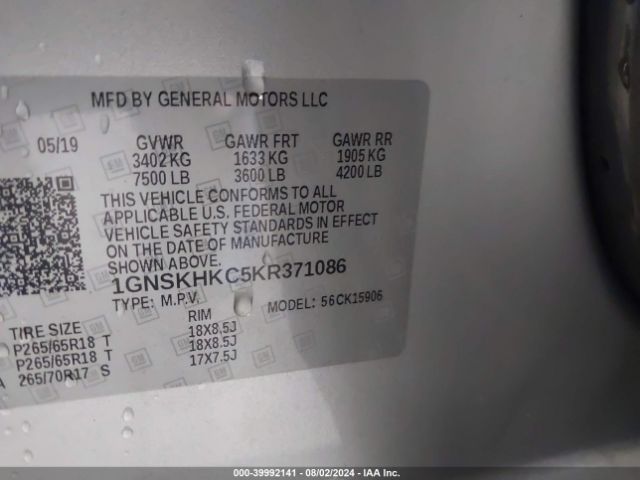 MFD BY GENERAL MOTORS LLC
05/19 GVWR GAWR FRT GAWR RR
3402 KG 1633 KG 1905 KG
7500 LB 3600 LB 4200 LB
THIS VEHICLE CONFORMS TO ALL
APPLICABLE U.S. FEDERAL MOTOR
VEHICLE SAFETY STANDARDS IN EFFECT
ON THE DATE OF MANUFACTURE
SHOWN ABOVE.
1GNSKHKC5KR371086
TYPE: M.P.V. MODEL: 56CK15906
TIRE SIZE RIM
P265/65R18 T 18X8.5J
P265/65R18 T 18X8.5J
265/70R17 S 17X7.5J
000-39992141 - 08/02/2024 - IAA Inc.